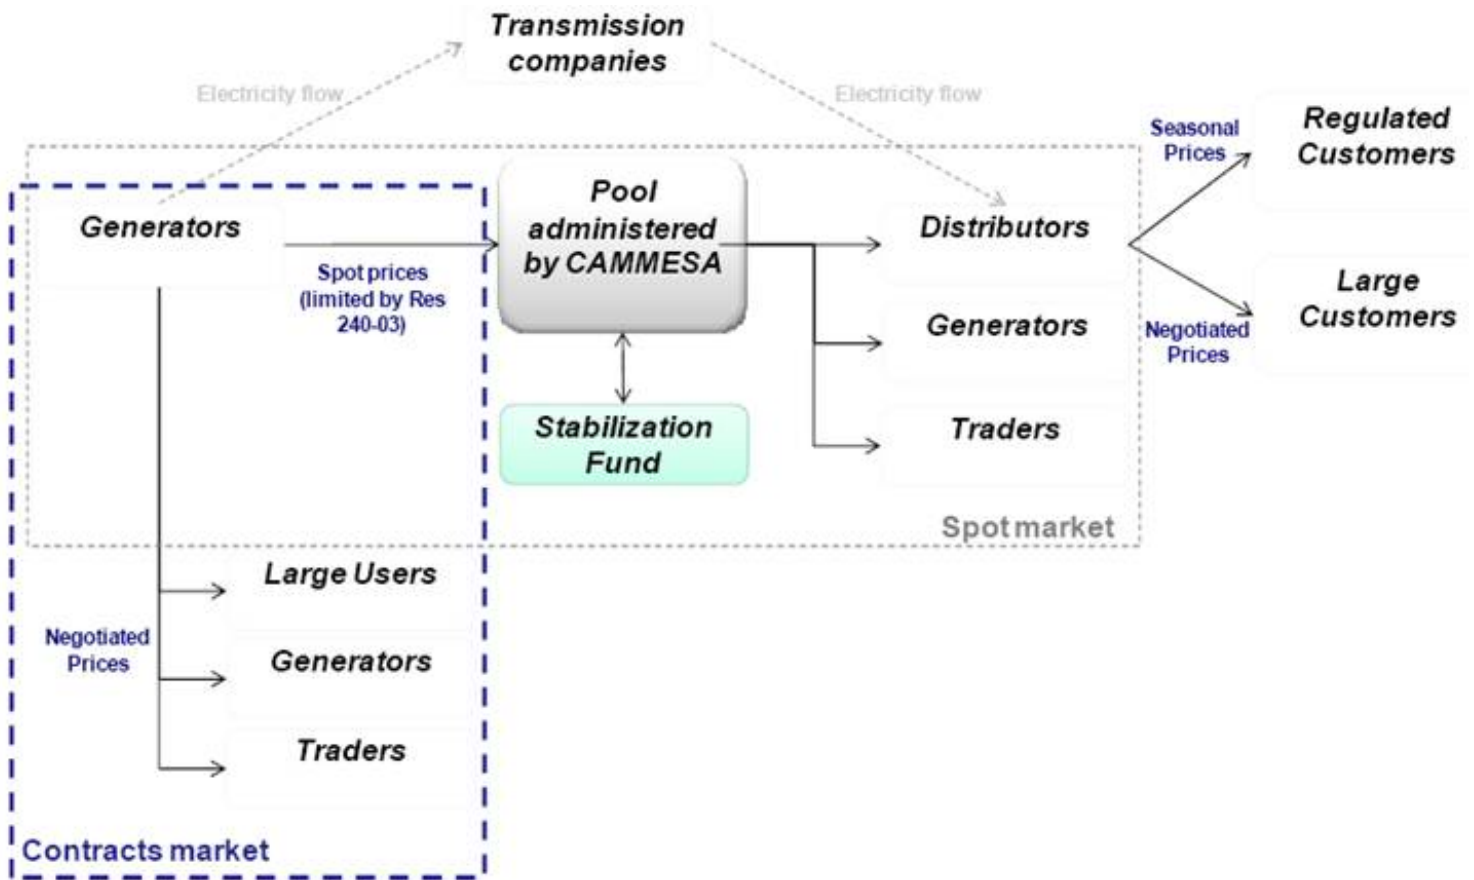 Transmission
companies
Electricity flow
Electricity flow
Seasonal
Prices
Regulated
Customers
Generators
Pool
administered
by CAMMESA
Distributors
Spot prices
(limited by Res
240-03)
Large
Customers
Negotiated
Prices
Generators
Stabilization
Fund
Traders
Spot market
Large Users
Negotiated
Prices
Generators
Traders
Contracts market